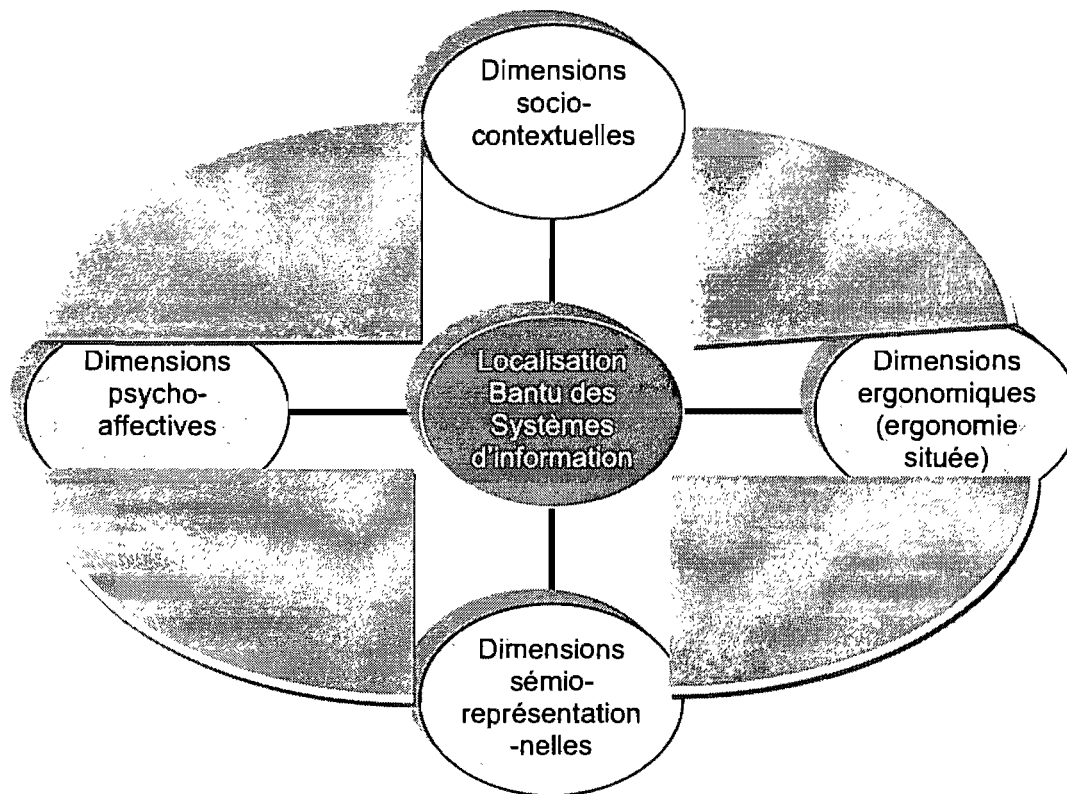 Dimensions
socio-
contextuelles
Dimensions
psycho-
affectives
Localisation
Bantu des
Systèmes
d'information
Dimensions
ergonomiques
(ergonomie
située)
Dimensions
sémio-
représentation
-nelles